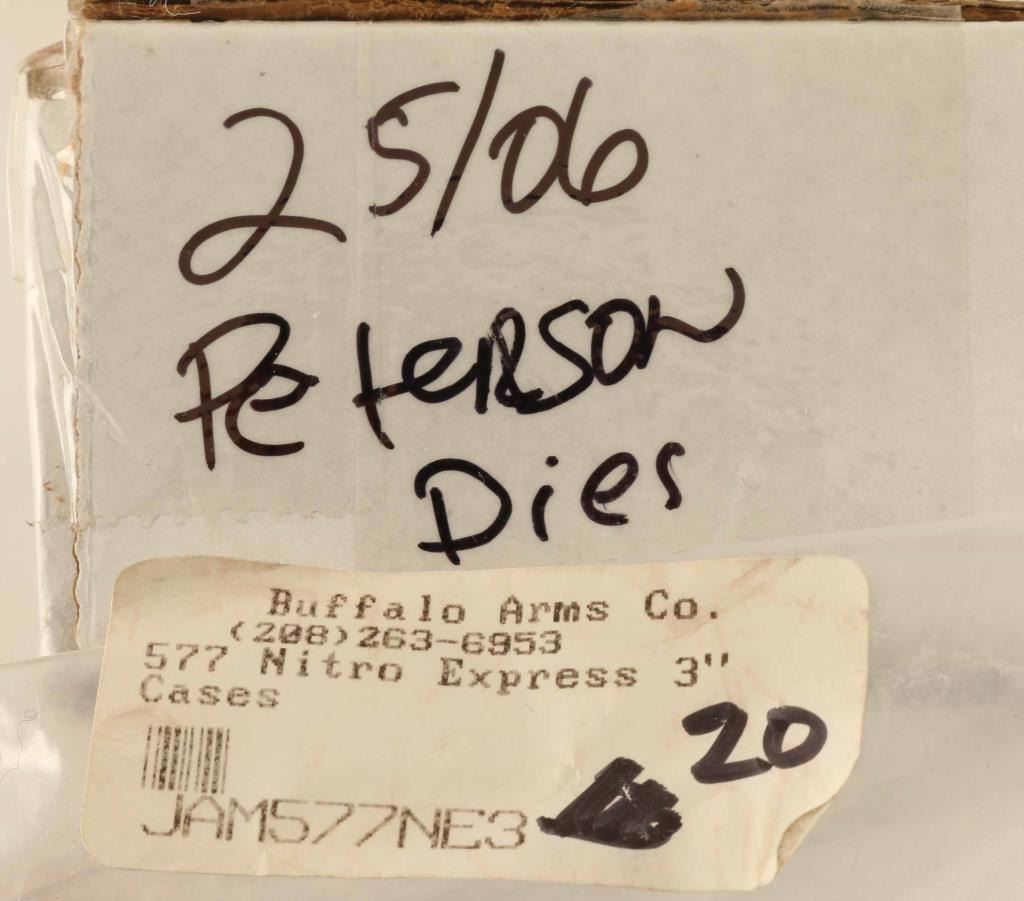 25/06
Peterson
Dies
Buffalo Arms Co.
(208)263-6953
577 Nitro Express 3"
Cases
20
JAM577NE3